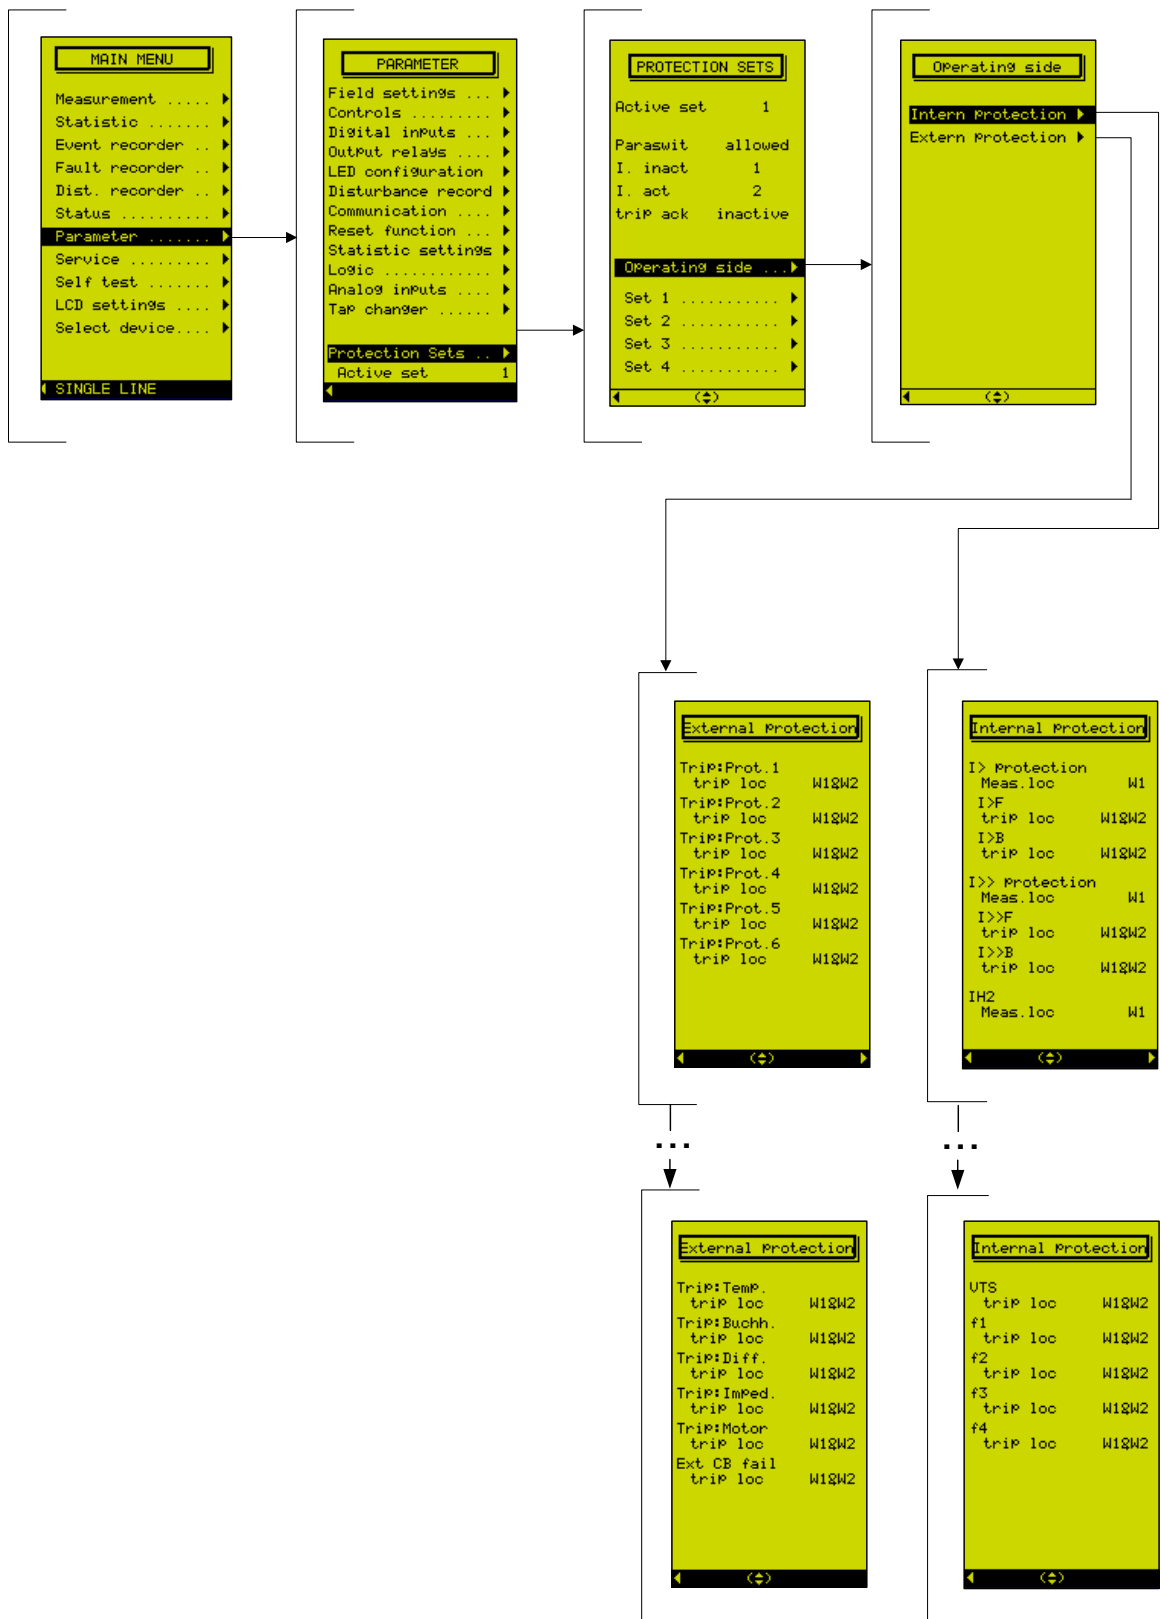 MAIN MENU
Measurement .....
Statistic .......
Event recorder ..
Fault recorder ..
Dist. recorder ..
Status ..........
Parameter .......
Service .........
Self test .......
LCD settings ....
Select device....
SINGLE LINE
PARAMETER
Field settings ...
Controls .........
Digital inputs ...
Output relays ....
LED configuration
Disturbance record
Communication ....
Reset function ...
Statistic settings
Logic ............
Analog inputs ....
Tap changer ......
Protection Sets ..
Active set 1
PROTECTION SETS
Active set 1
Paraswit allowed
I. inact 1
I. act 2
trip ack inactive
Operating side ...
Set 1 ...........
Set 2 ...........
Set 3 ...........
Set 4 ...........
Operating side
Intern protection
Extern protection
External protection
Trip:Prot.1
trip loc W1&W2
Trip:Prot.2
trip loc W1&W2
Trip:Prot.3
trip loc W1&W2
Trip:Prot.4
trip loc W1&W2
Trip:Prot.5
trip loc W1&W2
Trip:Prot.6
trip loc W1&W2
Internal protection
I> protection
Meas.loc W1
I>F
trip loc W1&W2
I>B
trip loc W1&W2
I>> protection
Meas.loc W1
I>>F
trip loc W1&W2
I>>B
trip loc W1&W2
IH2
Meas.loc W1
...
...
External protection
Trip:Temp.
trip loc W1&W2
Trip:Buchh.
trip loc W1&W2
Trip:Diff.
trip loc W1&W2
Trip:Imped.
trip loc W1&W2
Trip:Motor
trip loc W1&W2
Ext CB fail
trip loc W1&W2
Internal protection
VTS
trip loc W1&W2
f1
trip loc W1&W2
f2
trip loc W1&W2
f3
trip loc W1&W2
f4
trip loc W1&W2